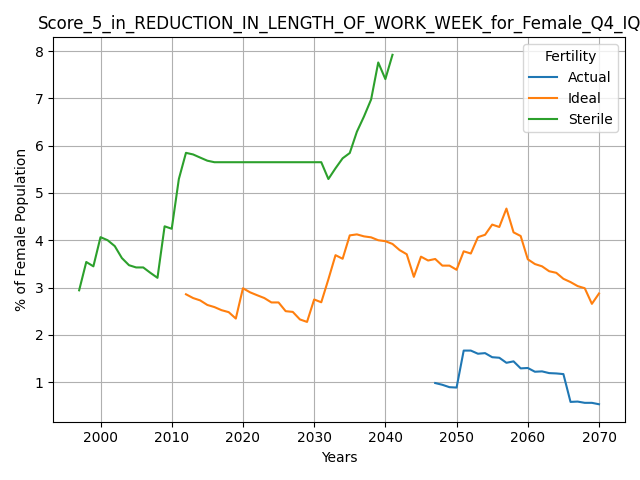 Score_5_in_REDUCTION_IN_LENGTH_OF_WORK_WEEK_for_Female_Q4_IQ
Fertility
Actual
Ideal
Sterile
% of Female Population
8
7
6
5
4
3
2
1
2000 2010 2020 2030 2040 2050 2060 2070
Years